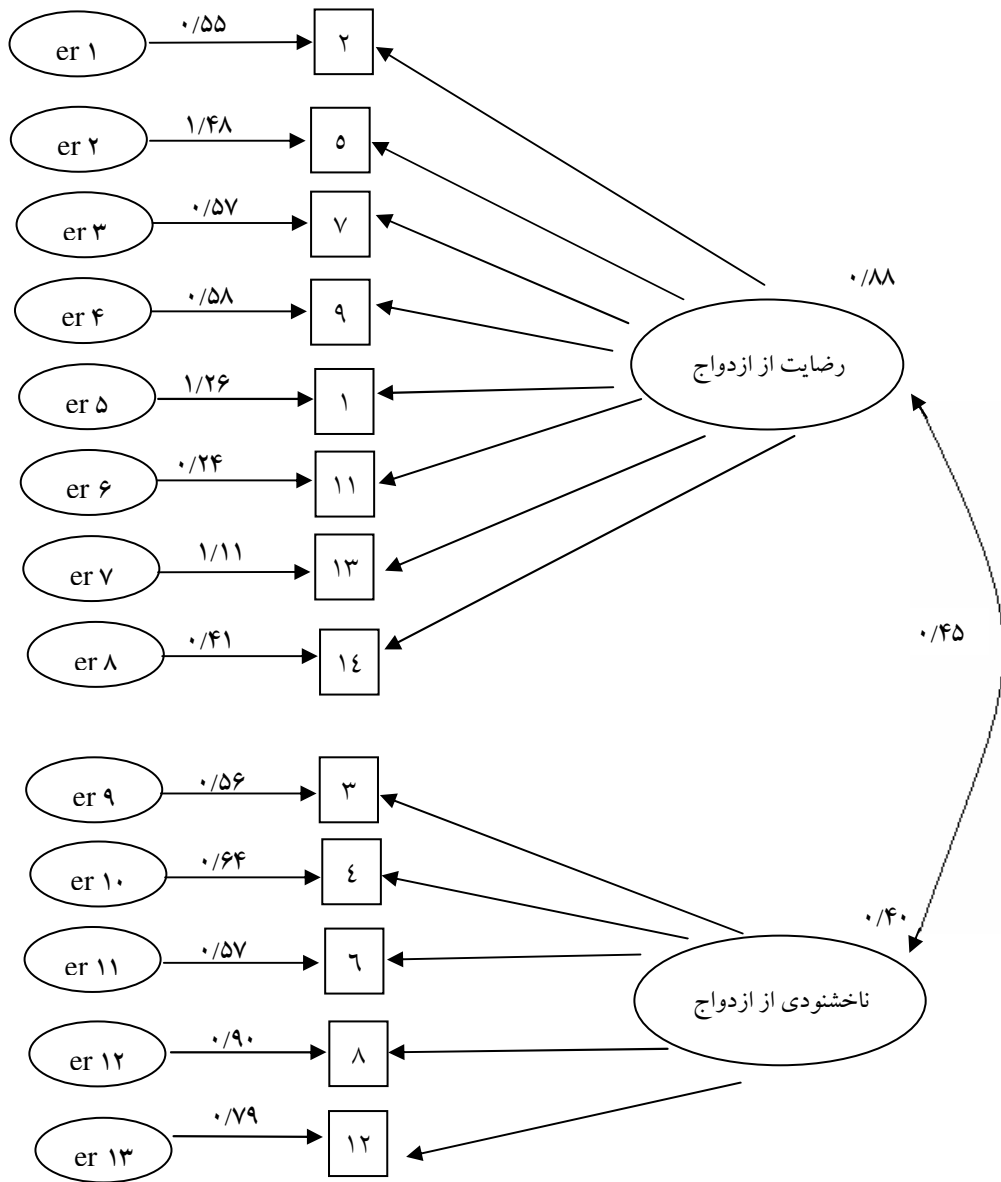 er ۱
۰/۵۵
۲
er ۲
۱/۴۸
۵
er ۳
۰/۵۷
۷
er ۴
۰/۵۸
۹
er ۵
۱/۲۶
۱
er ۶
۰/۲۴
۱۱
er ۷
۱/۱۱
۱۳
er ۸
۰/۴۱
١٤
۰/۸۸
رضایت از ازدواج
۰/۴۵
er ۹
۰/۵۶
۳
er ۱۰
۰/۶۴
٤
er ۱۱
۰/۵۷
٦
er ۱۲
۰/۹۰
۸
er ۱۳
۰/۷۹
۱۲
۰/۴۰
ناخشنودی از ازدواج